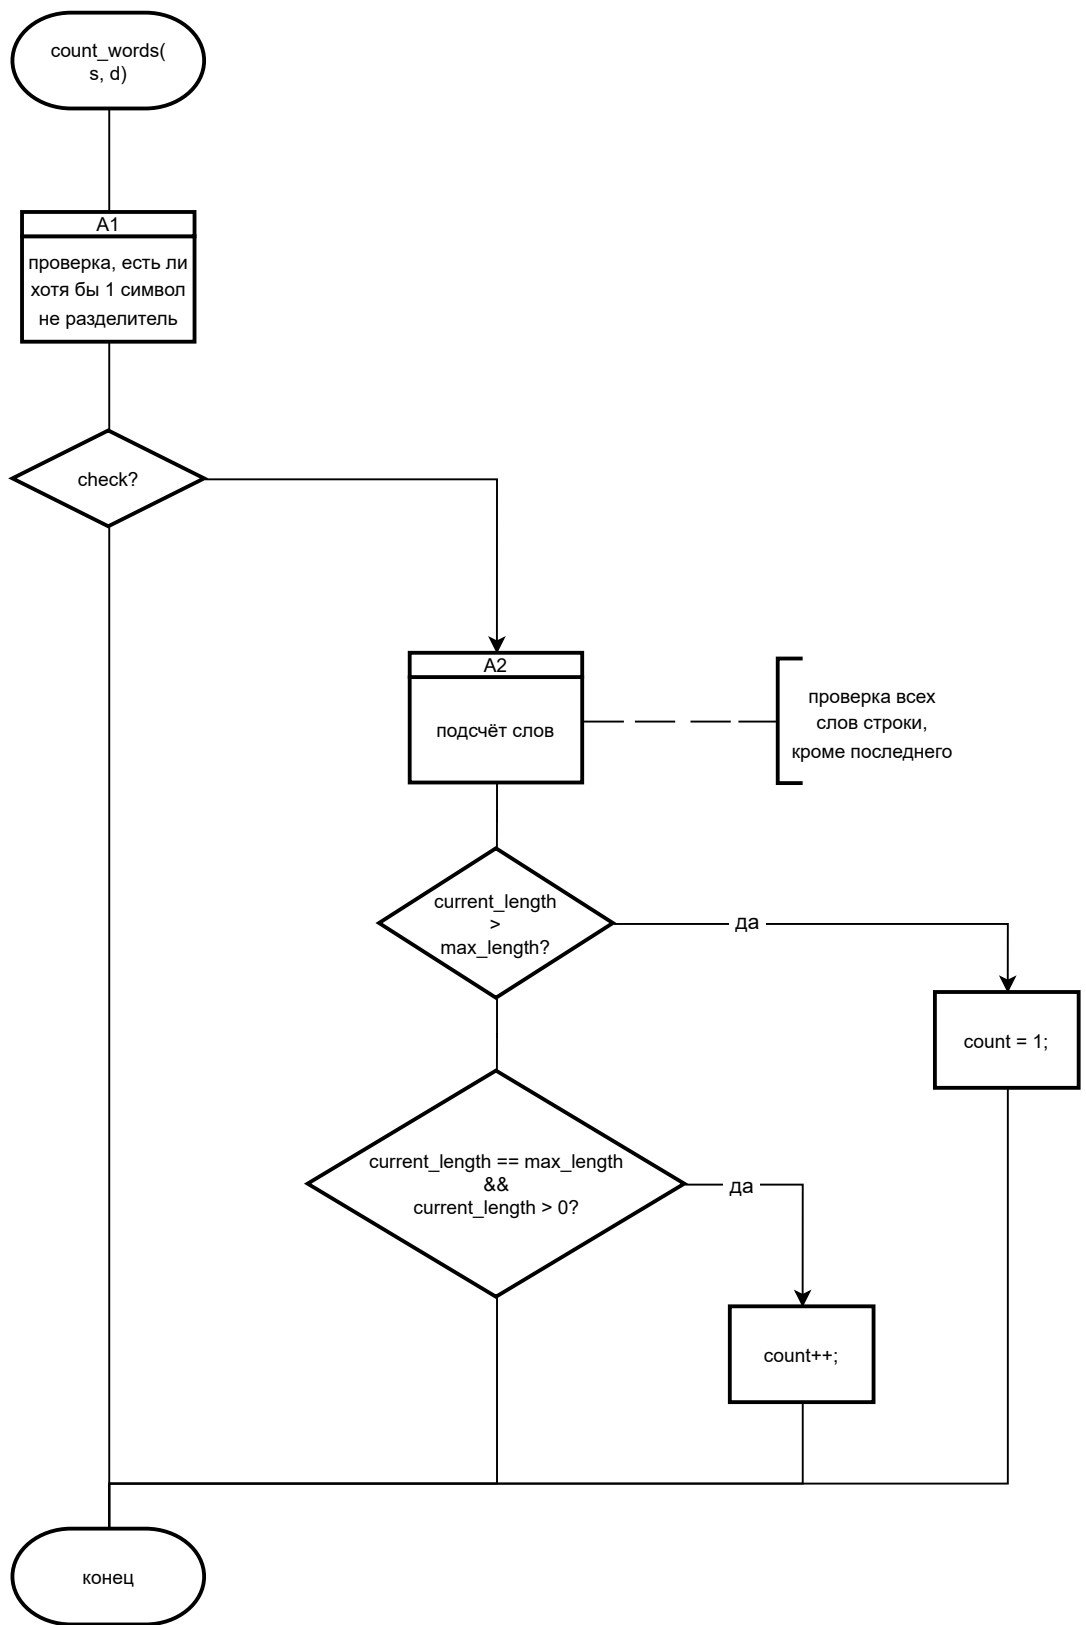 count_words(
s, d)
A1
проверка, есть ли
хотя бы 1 символ
не разделитель
check?
A2
подсчёт слов
проверка всех
слов строки,
кроме последнего
current_length
>
max_length?
да
count = 1;
current_length == max_length
&&
current_length > 0?
да
count++;
конец